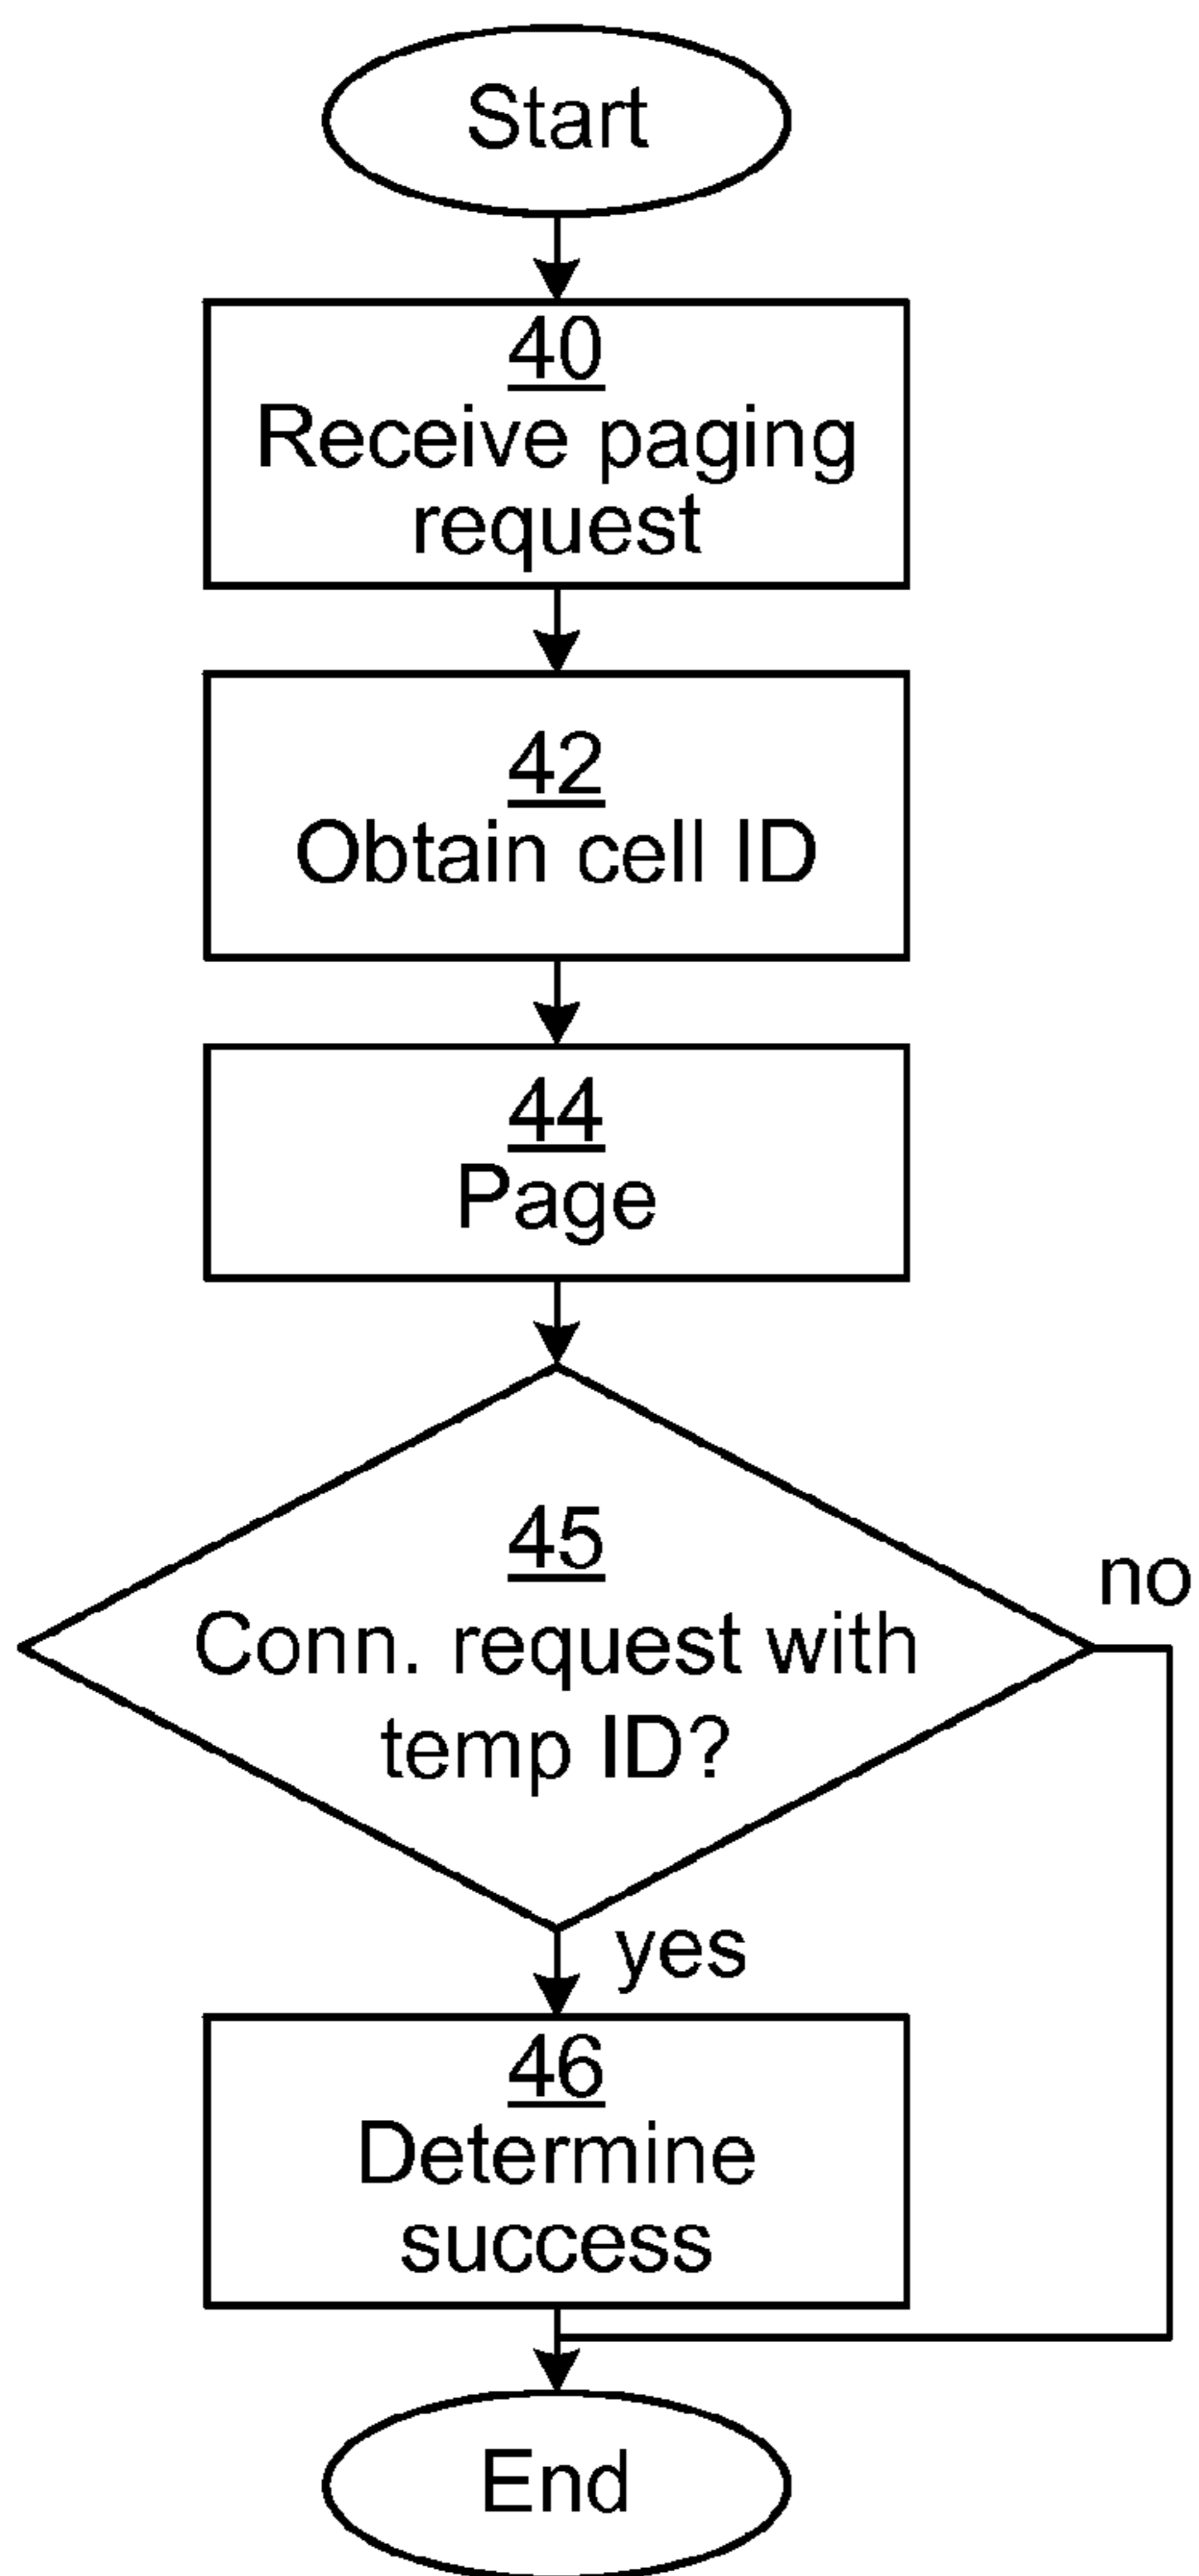 Start
40
Receive paging
request
42
Obtain cell ID
44
Page
45
Conn. request with
temp ID?
no
yes
46
Determine
success
End